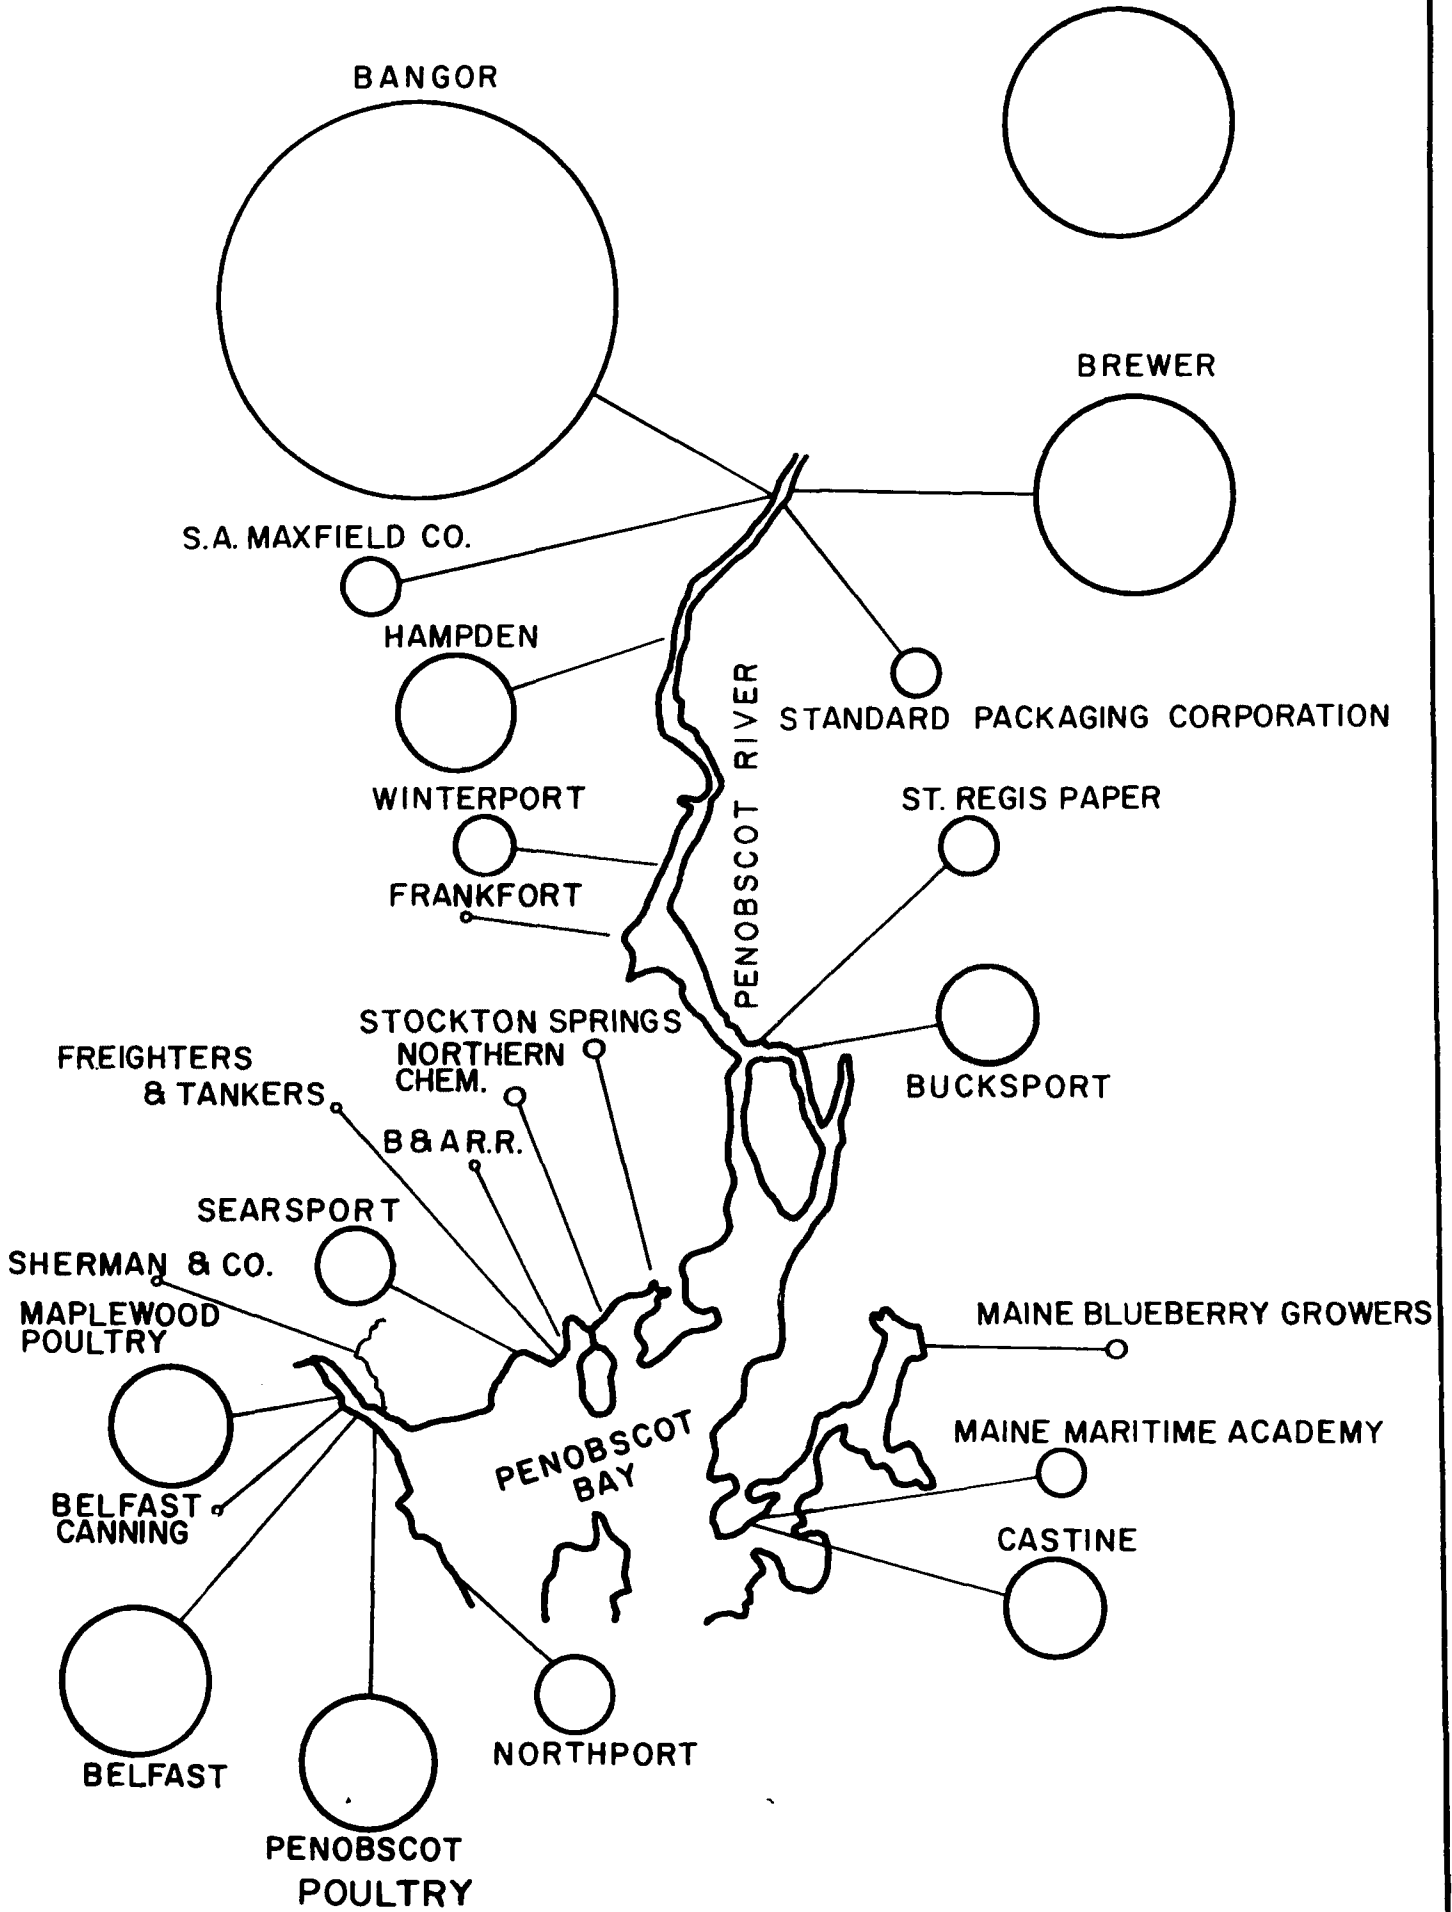 BANGOR
BREWER
S.A. MAXFIELD CO.
HAMPDEN
STANDARD PACKAGING CORPORATION
PENOBSCOT RIVER
WINTERPORT
ST. REGIS PAPER
FRANKFORT
STOCKTON SPRINGS
NORTHERN
CHEM.
FREIGHTERS
& TANKERS
BUCKSPORT
B & A R.R.
SEARSPORT
SHERMAN & CO.
MAPLEWOOD
POULTRY
MAINE BLUEBERRY GROWERS
PENOBSCOT
BAY
MAINE MARITIME ACADEMY
BELFAST
CANNING
CASTINE
NORTHPORT
BELFAST
PENOBSCOT
POULTRY